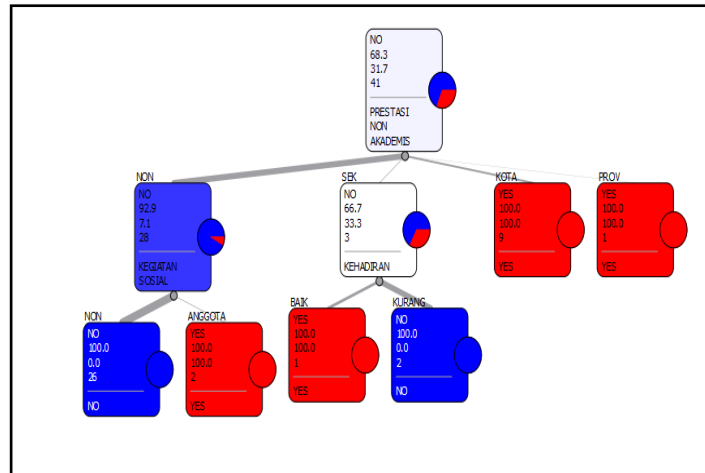 NO
68.3
31.7
41
PRESTASI
NON
AKADEMIS
NON
NO
92.9
7.1
28
KEGIATAN
SOSIAL
SEK
NO
66.7
33.3
3
KEHADIRAN
KOTA
YES
100.0
100.0
9
YES
PROV
YES
100.0
100.0
1
YES
NON
NO
100.0
0.0
26
NO
ANGGOTA
YES
100.0
100.0
2
YES
BAIK
YES
100.0
100.0
1
YES
KURANG
NO
100.0
0.0
2
NO